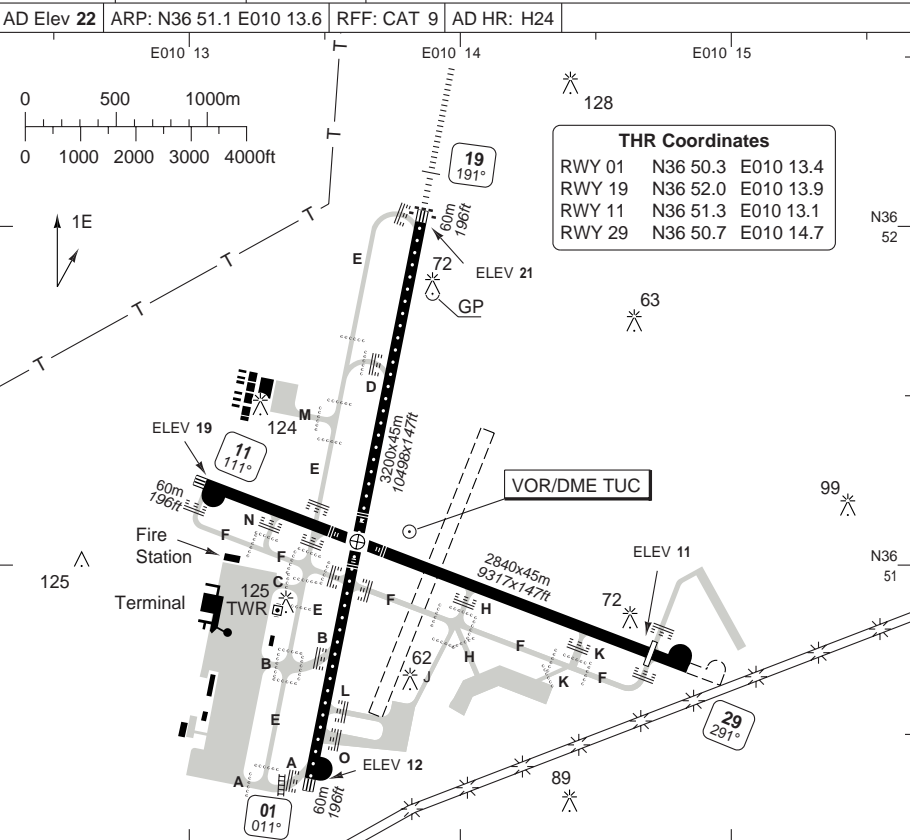 AD Elev 22 ARP: N36 51.1 E010 13.6 RFF: CAT 9 AD HR: H24
E010 13 E010 14 E010 15
T
0 500 1000m
0 1000 2000 3000 4000ft
T
128
THR Coordinates
RWY 01 N36 50.3 E010 13.4
RWY 19 N36 52.0 E010 13.9
RWY 11 N36 51.3 E010 13.1
RWY 29 N36 50.7 E010 14.7
19
191°
1E
T
60m
196ft
N36
52
E
T
72
ELEV 21
GP
63
T
T
D
M
124
ELEV 19
11
111°
3200x45m
10498x147ft
E
60m
196ft
VOR/DME TUC
99
N
F
Fire
Station
F
2840x45m
9317x147ft
ELEV 11
N36
51
125
C
Terminal
125
TWR
E
F
H
72
B
F
K
B
H
62
J
K
F
L
E
29
291°
O
A
A
ELEV 12
89
01
011°
60m
196ft